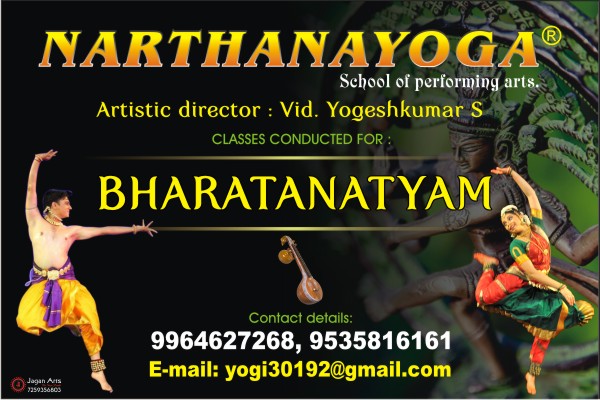 NARTHANAYOGA®
School of performing arts.
Artistic director : Vid. Yogeshkumar S
CLASSES CONDUCTED FOR :
BHARATANATYAM
Contact details:
9964627268, 9535816161
E-mail: yogi30192@gmail.com
Jagan Arts
7259356803